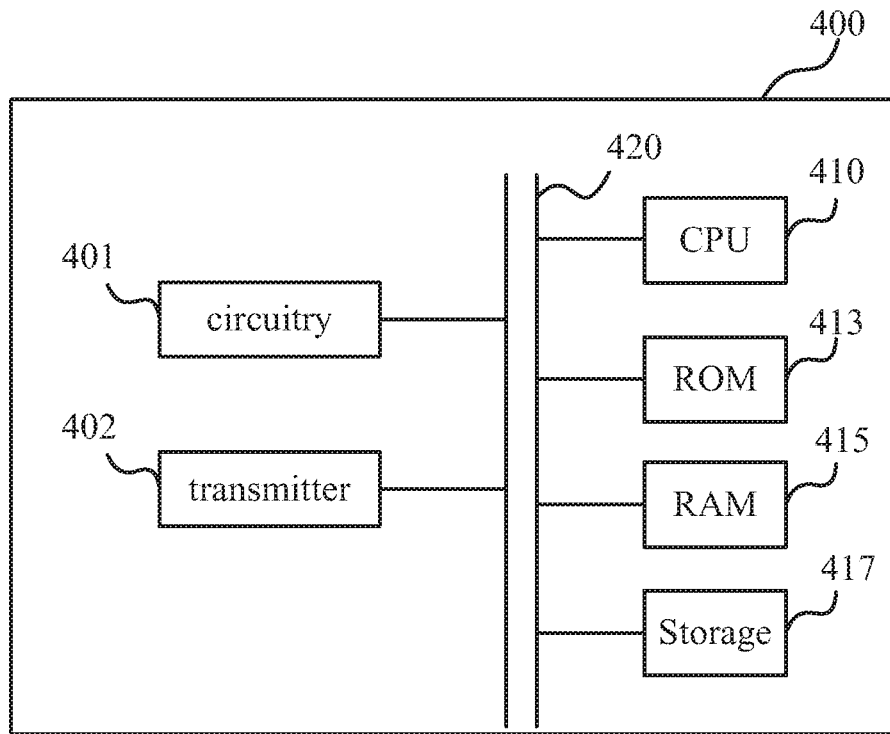 400
420
410
CPU
401
circuitry
413
ROM
402
transmitter
415
RAM
417
Storage